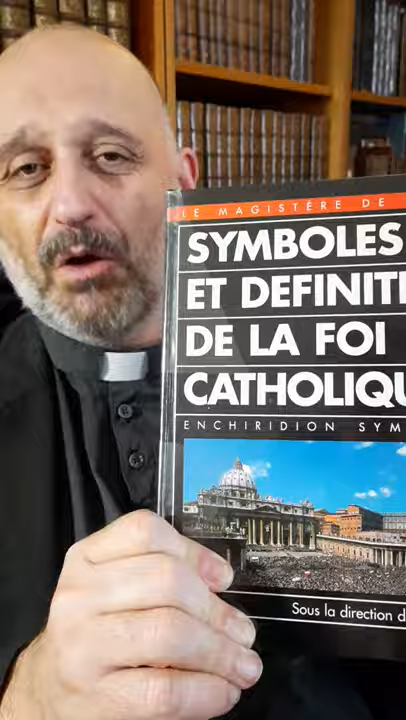 LE MAGISTÈRE DE
SYMBOLES
ET DEFINITI
DE LA FOI
CATHOLIQU
ENCHIRIDION SYM
Sous la direction d